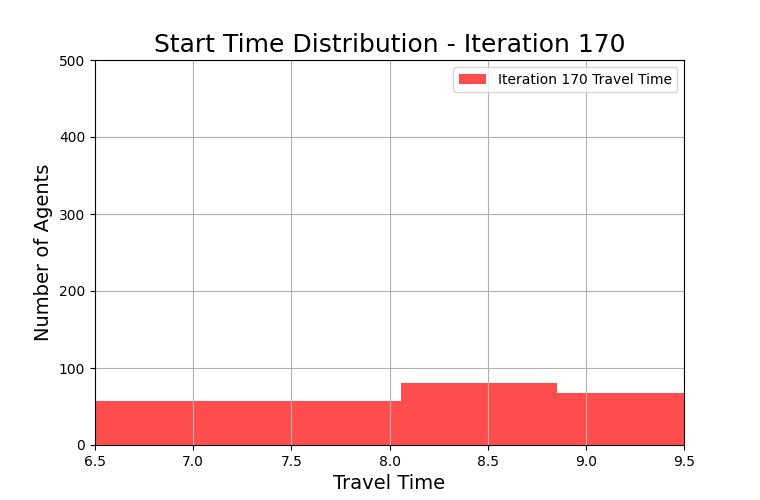 Start Time Distribution - Iteration 170
Iteration 170 Travel Time
Number of Agents
500
400
300
200
100
0
6.5 7.0 7.5 8.0 8.5 9.0 9.5
Travel Time